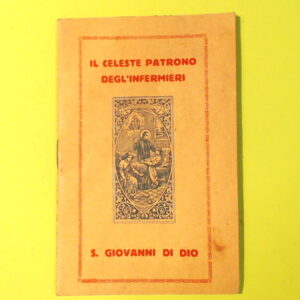 IL CELESTE PATRONO
DEGL'INFERMIERI
S. GIOVANNI DI DIO